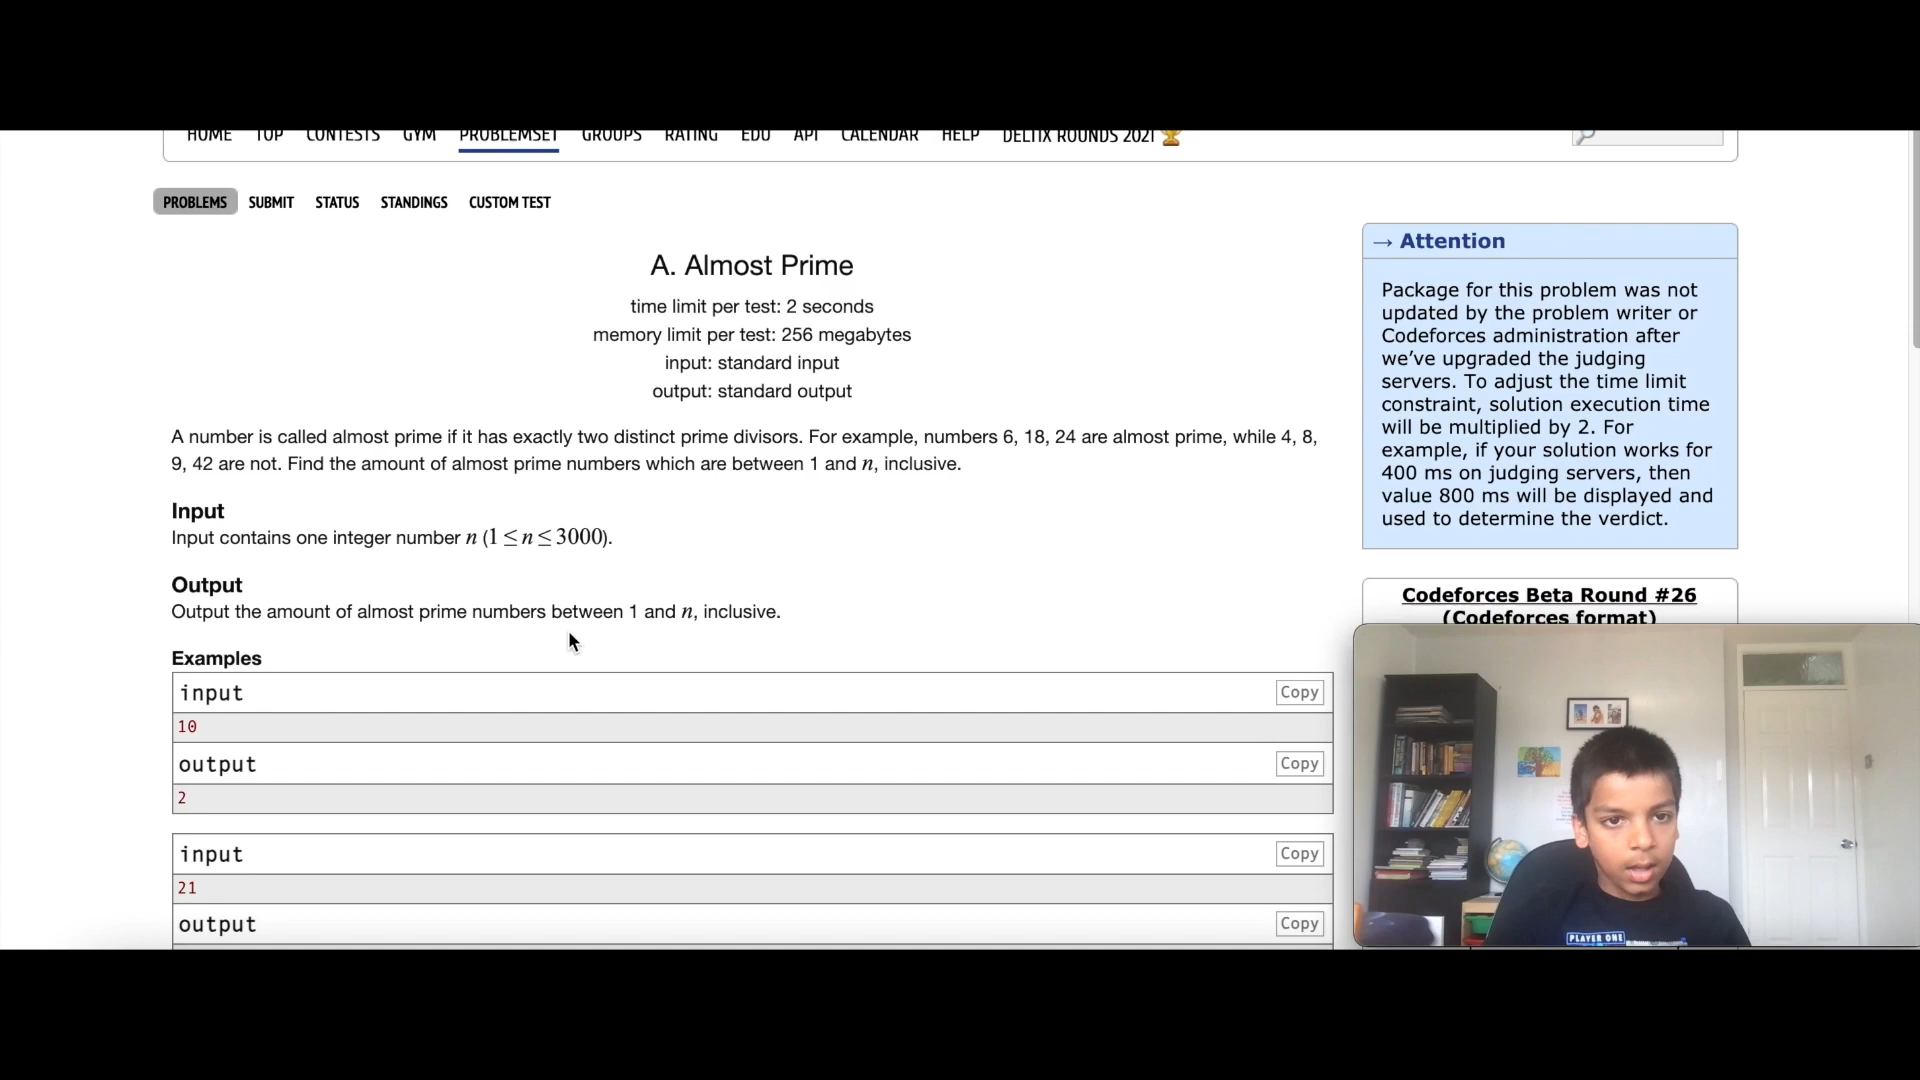 HOME TOP CONTESTS GYM PROBLEMSET GROUPS RATING EDU API CALENDAR HELP DELTIX ROUNDS 2021
PROBLEMS SUBMIT STATUS STANDINGS CUSTOM TEST
A. Almost Prime
time limit per test: 2 seconds
memory limit per test: 256 megabytes
input: standard input
output: standard output
A number is called almost prime if it has exactly two distinct prime divisors. For example, numbers 6, 18, 24 are almost prime, while 4, 8,
9, 42 are not. Find the amount of almost prime numbers which are between 1 and n, inclusive.
Input
Input contains one integer number n (1 ≤ n ≤ 3000).
Output
Output the amount of almost prime numbers between 1 and n, inclusive.
Examples
input Copy
10
output Copy
2
input Copy
21
output Copy
→ Attention
Package for this problem was not
updated by the problem writer or
Codeforces administration after
we’ve upgraded the judging
servers. To adjust the time limit
constraint, solution execution time
will be multiplied by 2. For
example, if your solution works for
400 ms on judging servers, then
value 800 ms will be displayed and
used to determine the verdict.
Codeforces Beta Round #26
(Codeforces format)
PLAYER ONE